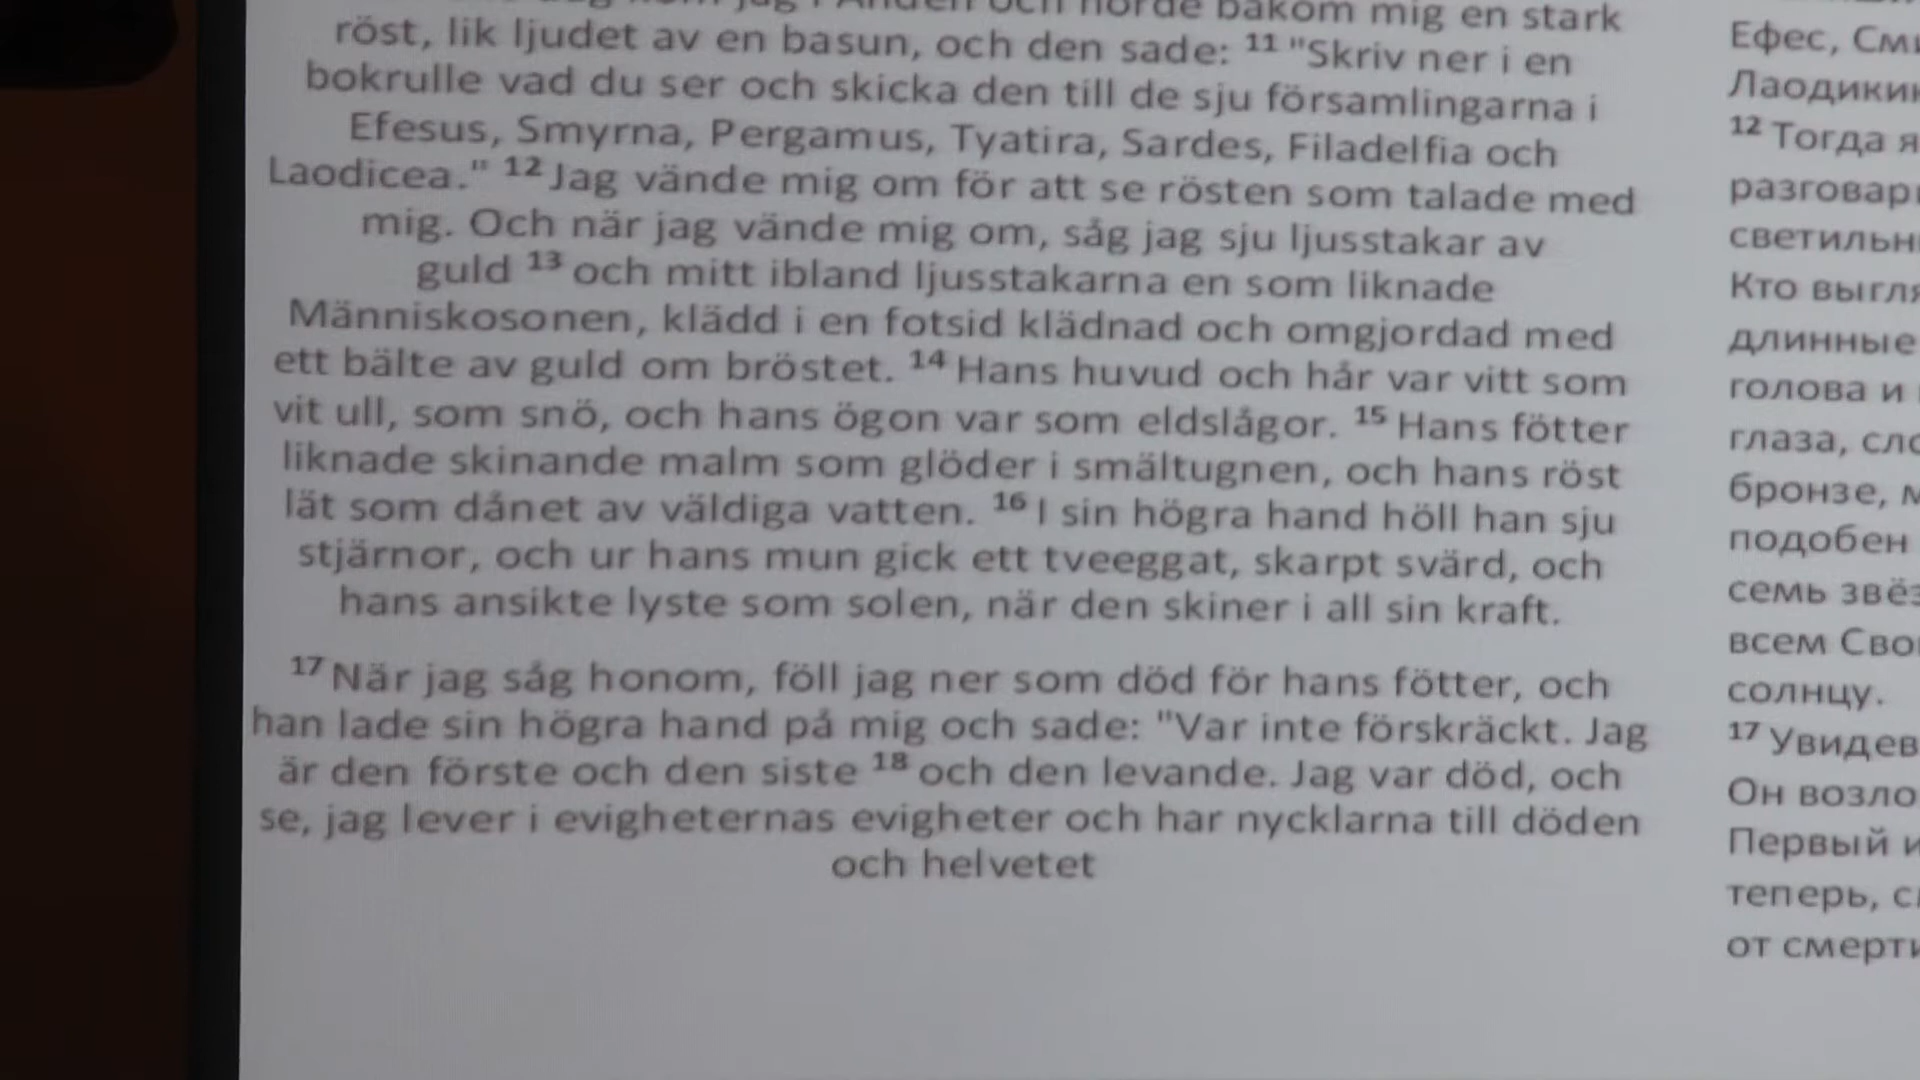 mig en stark
röst, lik ljudet av en basun, och den sade: 11 "Skriv ner i en
bokrulle vad du ser och skicka den till de sju församlingarna i
Efesus, Smyrna, Pergamus, Tyatira, Sardes, Filadelfia och
Laodicea." 12 Jag vände mig om för att se rösten som talade med
mig. Och när jag vände mig om, såg jag sju ljusstakar av
guld 13 och mitt ibland ljusstakarna en som liknade
Människosonen, klädd i en fotsid klädnad och omgjordad med
ett bälte av guld om bröstet. 14 Hans huvud och hår var vitt som
vit ull, som snö, och hans ögon var som eldslågor. 15 Hans fötter
liknade skinande malm som glöder i smältugnen, och hans röst
lät som dånet av väldiga vatten. 16 I sin högra hand höll han sju
stjärnor, och ur hans mun gick ett tveeggat, skarpt svärd, och
hans ansikte lyste som solen, när den skiner i all sin kraft.
17 När jag såg honom, föll jag ner som död för hans fötter, och
han lade sin högra hand på mig och sade: "Var inte förskräckt. Jag
är den förste och den siste 18 och den levande. Jag var död, och
se, jag lever i evigheternas evigheter och har nycklarna till döden
och helvetet
Ефес,
12 Тогда я
Кто
длинные
голова и
глаза,
бронзе,
подобен
семь
всем
солнцу.
17
Он
Первый
теперь,
от